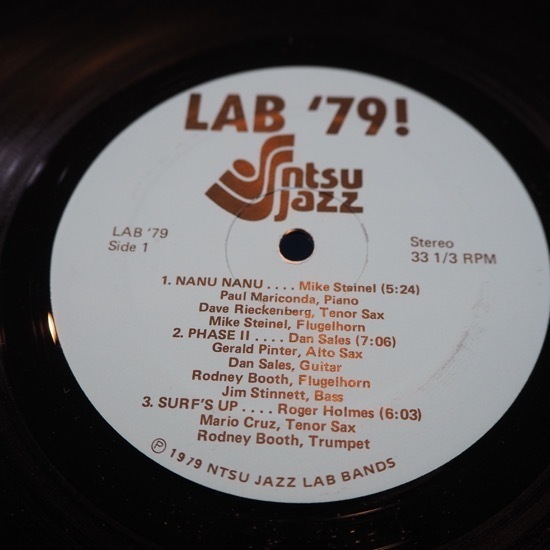 LAB '79!
ntsu
jazz
LAB '79
Side 1
Stereo
33 1/3 RPM
1. NANU NANU .... Mike Steinel (5:24)
Paul Mariconda, Piano
Dave Rieckenberg, Tenor Sax
Mike Steinel, Flugelhorn
2. PHASE II .... Dan Sales (7:06)
Gerald Pinter, Alto Sax
Dan Sales, Guitar
Rodney Booth, Flugelhorn
Jim Stinnett, Bass
3. SURF'S UP .... Roger Holmes (6:03)
Mario Cruz, Tenor Sax
Rodney Booth, Trumpet
℗ 1979 NTSU JAZZ LAB BANDS